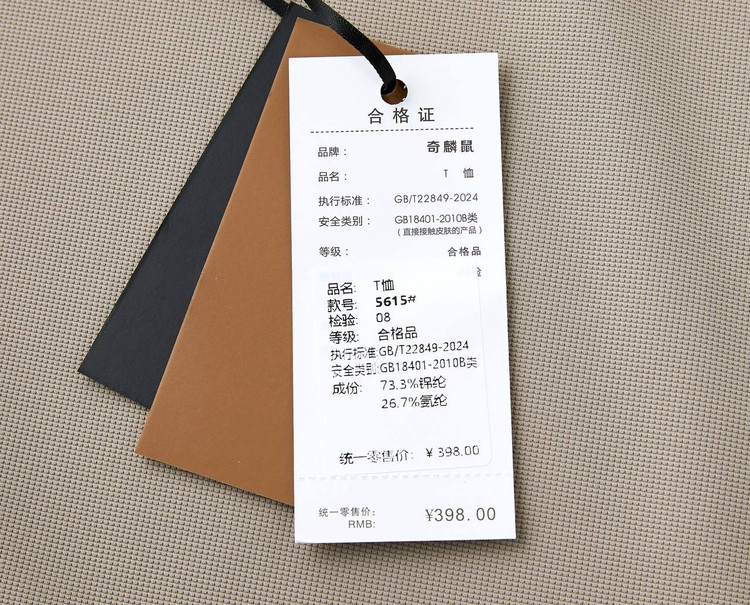 合格证
品牌： 奇麟鼠
品名： T 恤
执行标准： GB/T22849-2024
安全类别： GB18401-2010B类
（直接接触皮肤的产品）
等级： 合格品
品名: T恤
款号: 5615#
检验: 08
等级: 合格品
执行标准:GB/T22849-2024
安全类别:GB18401-2010B类
成份: 73.3%锦纶
26.7%氨纶
统一零售价: ¥ 398.00
统一零售价: ¥398.00
RMB: